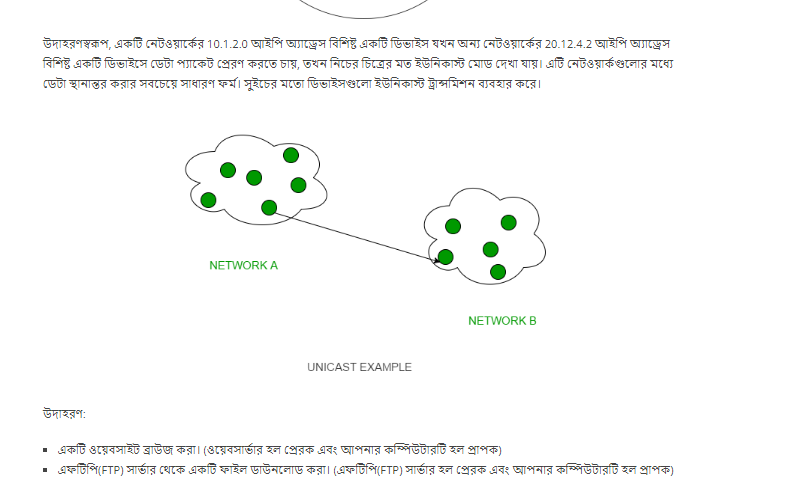 উদাহরণস্বরূপ, একটি নেটওয়ার্কের 10.1.2.0 আইপি অ্যাড্রেস বিশিষ্ট একটি ডিভাইস যখন অন্য নেটওয়ার্কের 20.12.4.2 আইপি অ্যাড্রেস
বিশিষ্ট একটি ডিভাইসে ডেটা প্যাকেট প্রেরণ করতে চায়, তখন নিচের চিত্রের মত ইউনিকাস্ট মোড দেখা যায়। এটি নেটওয়ার্কগুলোর মধ্যে
ডেটা স্থানান্তর করার সবচেয়ে সাধারণ ফর্ম। সুইচের মতো ডিভাইসগুলো ইউনিকাস্ট ট্রান্সমিশন ব্যবহার করে।
NETWORK A
NETWORK B
UNICAST EXAMPLE
উদাহরণ:
▪ একটি ওয়েবসাইট ব্রাউজ করা। (ওয়েবসার্ভার হল প্রেরক এবং আপনার কম্পিউটারটি হল প্রাপক)
▪ এফটিপি(FTP) সার্ভার থেকে একটি ফাইল ডাউনলোড করা। (এফটিপি(FTP) সার্ভার হল প্রেরক এবং আপনার কম্পিউটারটি হল প্রাপক)